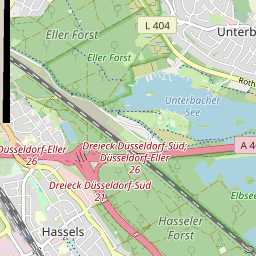 L 404
Eller Forst
Unterb
Eller Forst
Roth
Unterbacher
See
Düsseldorf-Eller
26
Dreieck Düsseldorf-Süd;
Düsseldorf-Eller
26
A 4
Dreieck Düsseldorf-Süd
21
Elbsee
Hasseler
Forst
Hassels